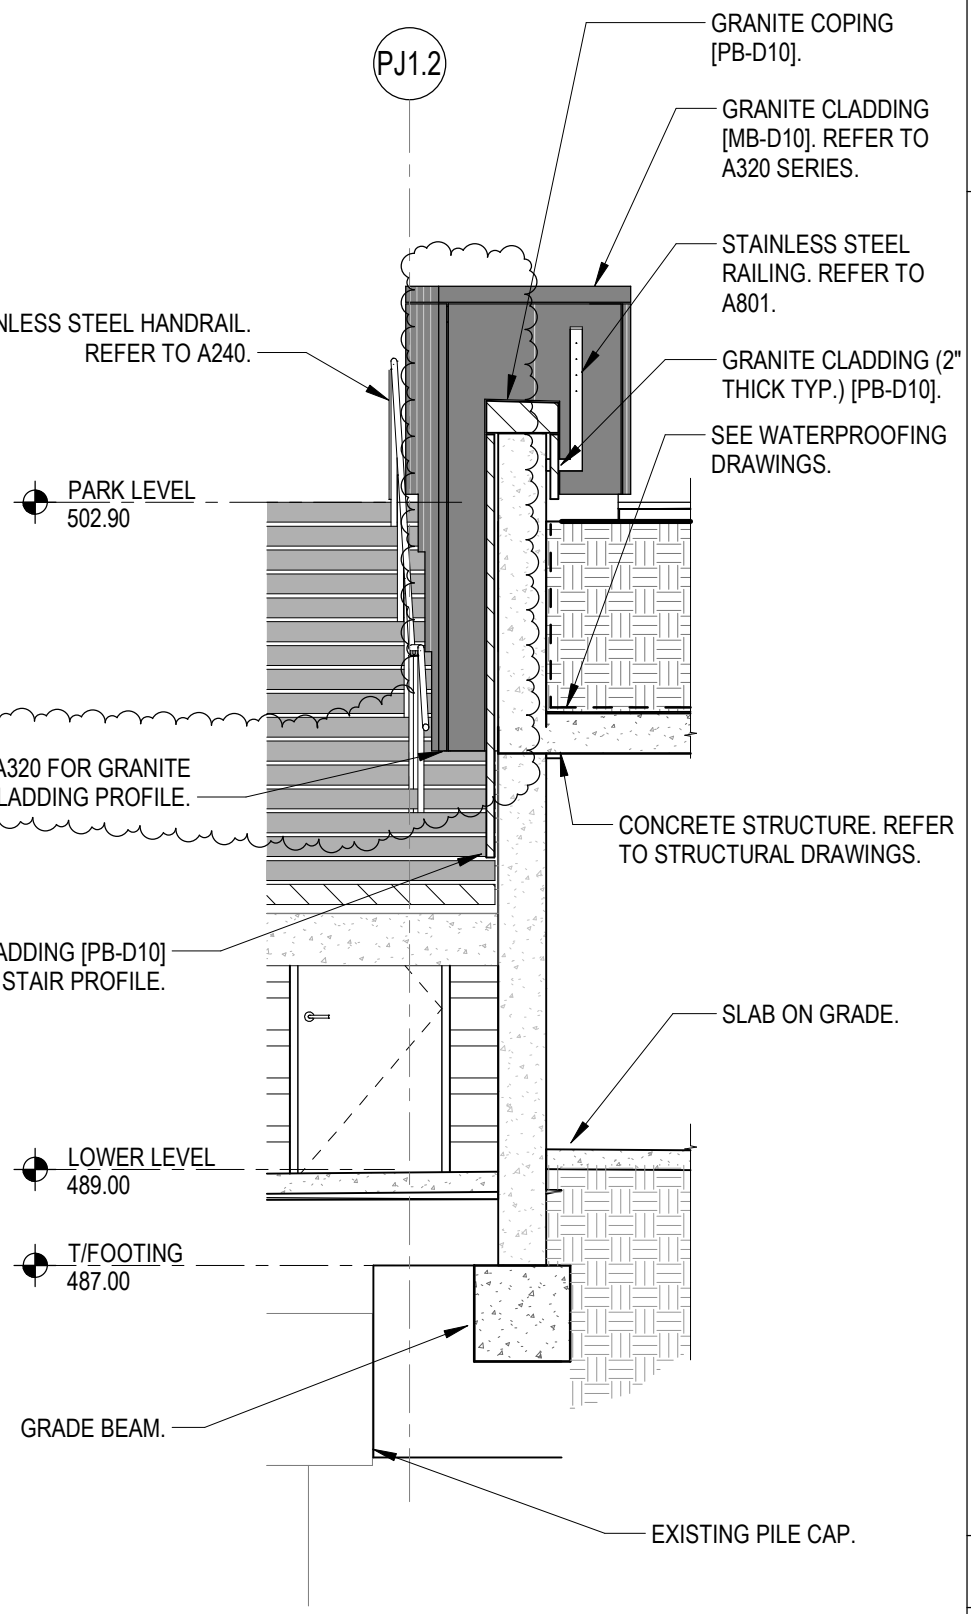 GRANITE COPING
[PB-D10].
PJ1.2
GRANITE CLADDING
[MB-D10]. REFER TO
A320 SERIES.
STAINLESS STEEL
RAILING. REFER TO
A801.
NLESS STEEL HANDRAIL.
REFER TO A240.
GRANITE CLADDING (2"
THICK TYP.) [PB-D10].
SEE WATERPROOFING
DRAWINGS.
PARK LEVEL
502.90
A320 FOR GRANITE
LADDING PROFILE.
CONCRETE STRUCTURE. REFER
TO STRUCTURAL DRAWINGS.
ADDING [PB-D10]
STAIR PROFILE.
SLAB ON GRADE.
LOWER LEVEL
489.00
T/FOOTING
487.00
GRADE BEAM.
EXISTING PILE CAP.